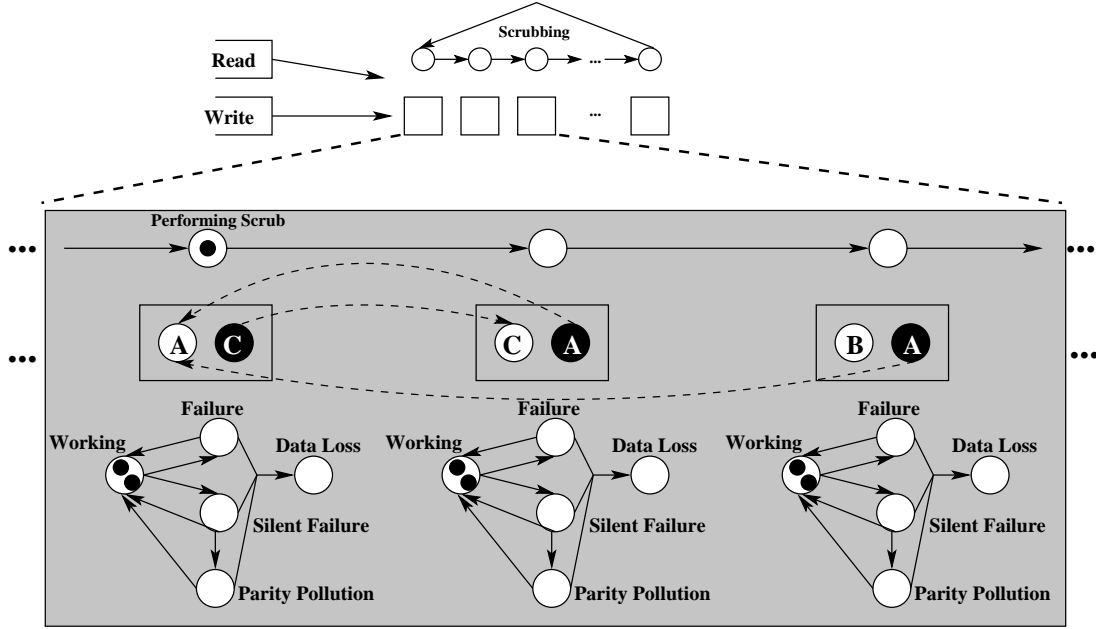 Scrubbing
Read
...
Write
...
Performing Scrub
...
...
A C
C A
B A
...
...
Failure
Failure
Failure
Working
Data Loss
Working
Data Loss
Working
Data Loss
Silent Failure
Silent Failure
Silent Failure
Parity Pollution
Parity Pollution
Parity Pollution